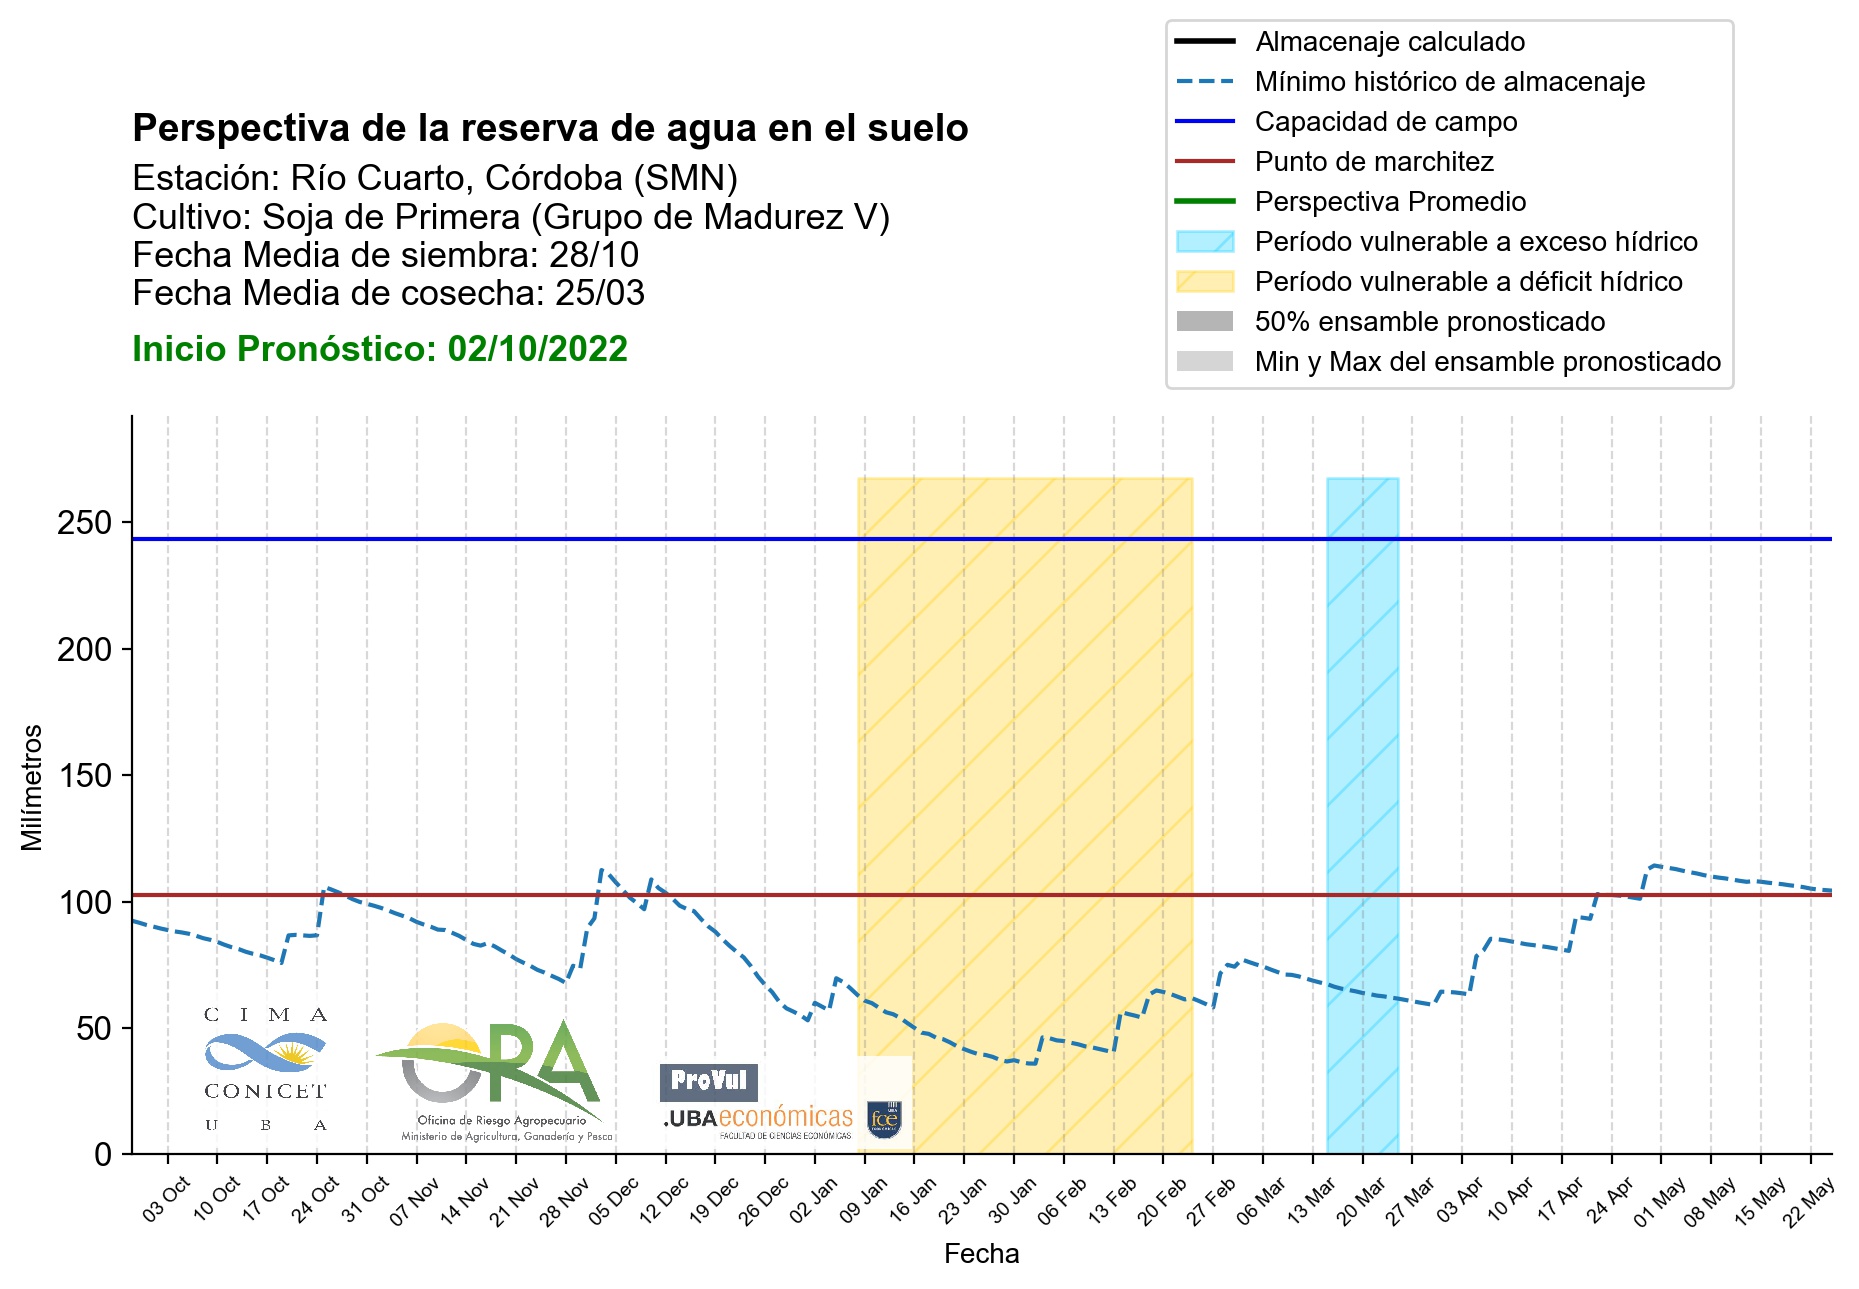 Almacenaje calculado
Mínimo histórico de almacenaje
Capacidad de campo
Punto de marchitez
Perspectiva Promedio
Período vulnerable a exceso hídrico
Período vulnerable a déficit hídrico
50% ensamble pronosticado
Min y Max del ensamble pronosticado
Perspectiva de la reserva de agua en el suelo
Estación: Río Cuarto, Córdoba (SMN)
Cultivo: Soja de Primera (Grupo de Madurez V)
Fecha Media de siembra: 28/10
Fecha Media de cosecha: 25/03
Inicio Pronóstico: 02/10/2022
250
200
150
100
50
0
Milímetros
CIMA
CONICET
UBA
ORA
Oficina de Riesgo Agropecuario
Ministerio de Agricultura, Ganadería y Pesca
ProVul
.UBAeconómicas
FACULTAD DE CIENCIAS ECONÓMICAS
fce
03 Oct
10 Oct
17 Oct
24 Oct
31 Oct
07 Nov
14 Nov
21 Nov
28 Nov
05 Dec
12 Dec
19 Dec
26 Dec
02 Jan
09 Jan
16 Jan
23 Jan
30 Jan
06 Feb
13 Feb
20 Feb
27 Feb
06 Mar
13 Mar
20 Mar
27 Mar
03 Apr
10 Apr
17 Apr
24 Apr
01 May
08 May
15 May
22 May
Fecha